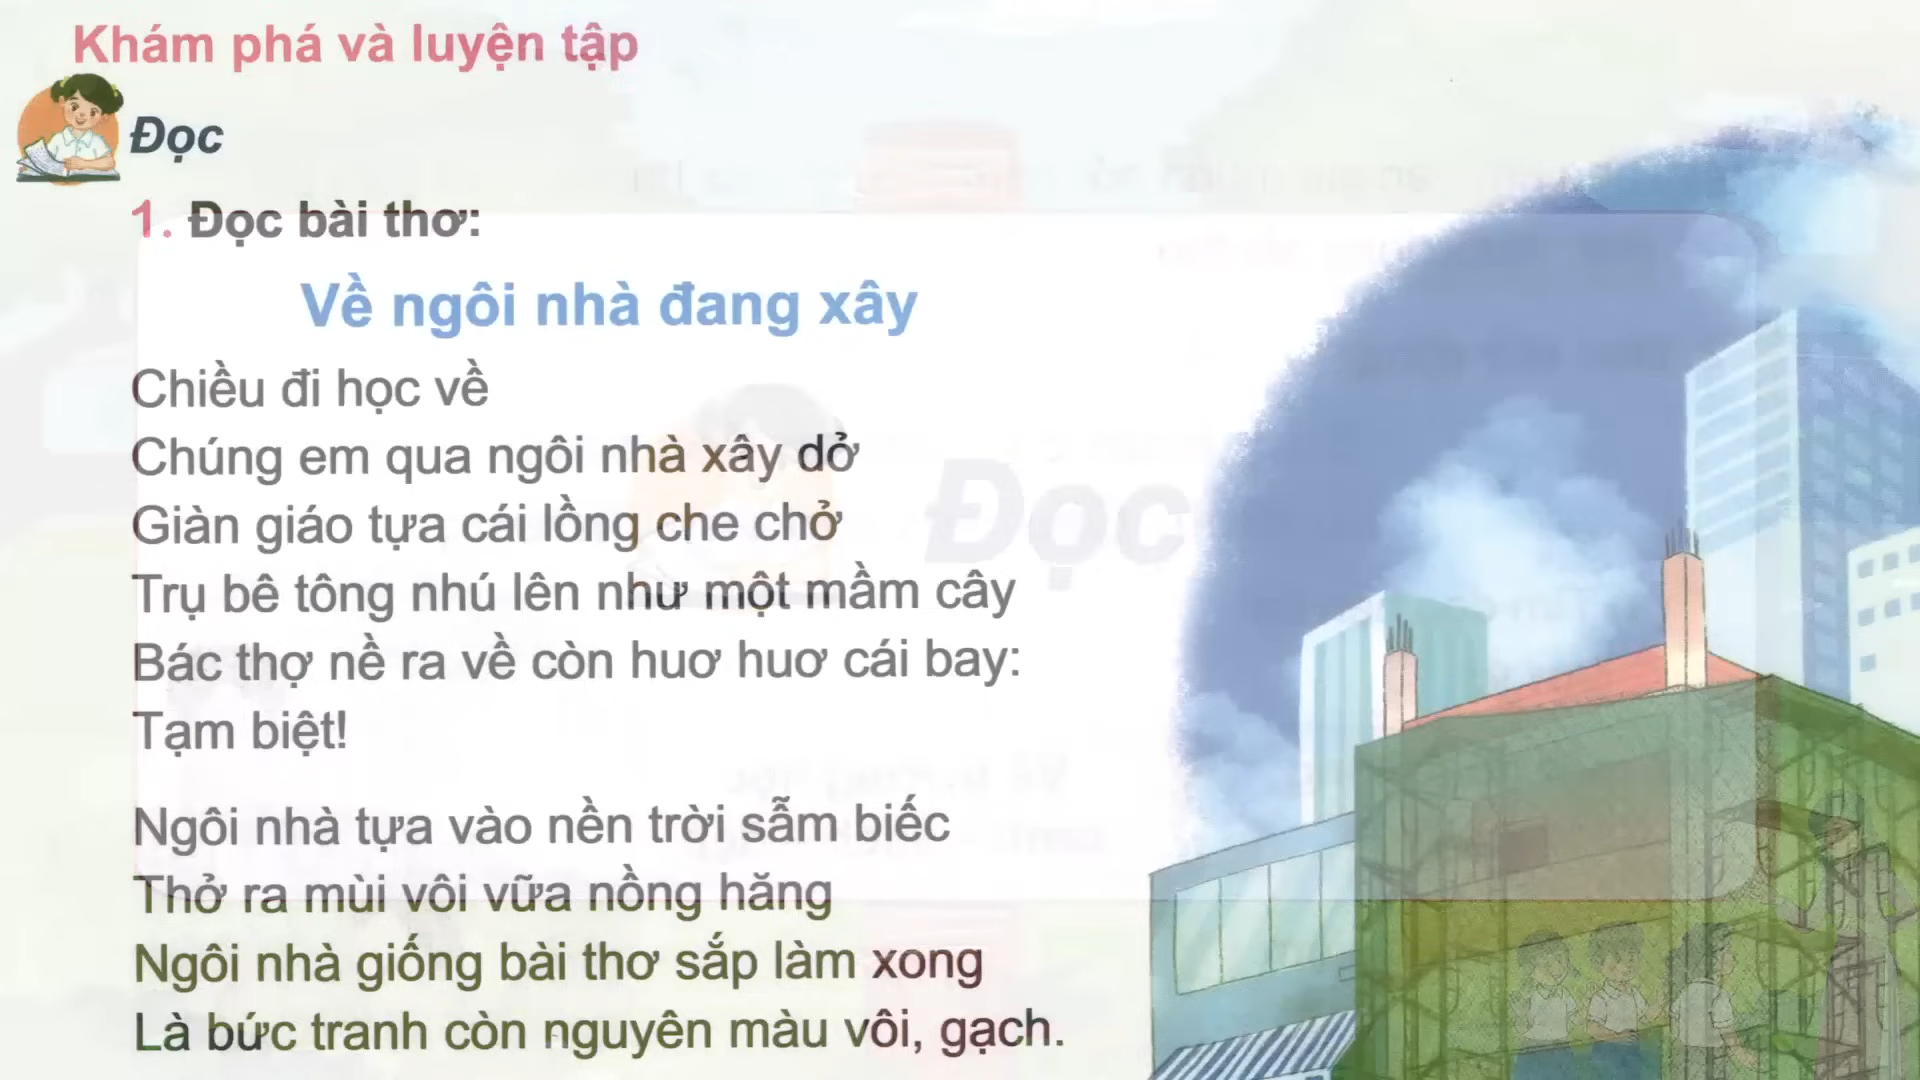 Khám phá và luyện tập
Đọc
1. Đọc bài thơ:
Về ngôi nhà đang xây
Chiều đi học về
Chúng em qua ngôi nhà xây dở
Giàn giáo tựa cái lồng che chở
Trụ bê tông nhú lên như một mầm cây
Bác thợ nề ra về còn huơ huơ cái bay:
Tạm biệt!
Ngôi nhà tựa vào nền trời sẫm biếc
Thở ra mùi vôi vữa nồng hăng
Ngôi nhà giống bài thơ sắp làm xong
Là bức tranh còn nguyên màu vôi, gạch.
Đọc